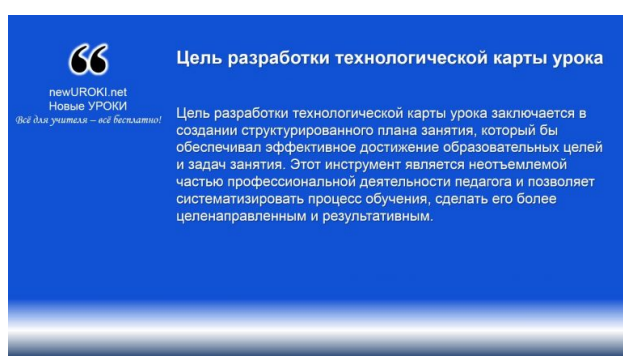 ❝
newUROKI.net
Новые УРОКИ
Всё для учителя – всё бесплатно!
Цель разработки технологической карты урока
Цель разработки технологической карты урока заключается в
создании структурированного плана занятия, который бы
обеспечивал эффективное достижение образовательных целей
и задач занятия. Этот инструмент является неотъемлемой
частью профессиональной деятельности педагога и позволяет
систематизировать процесс обучения, сделать его более
целенаправленным и результативным.